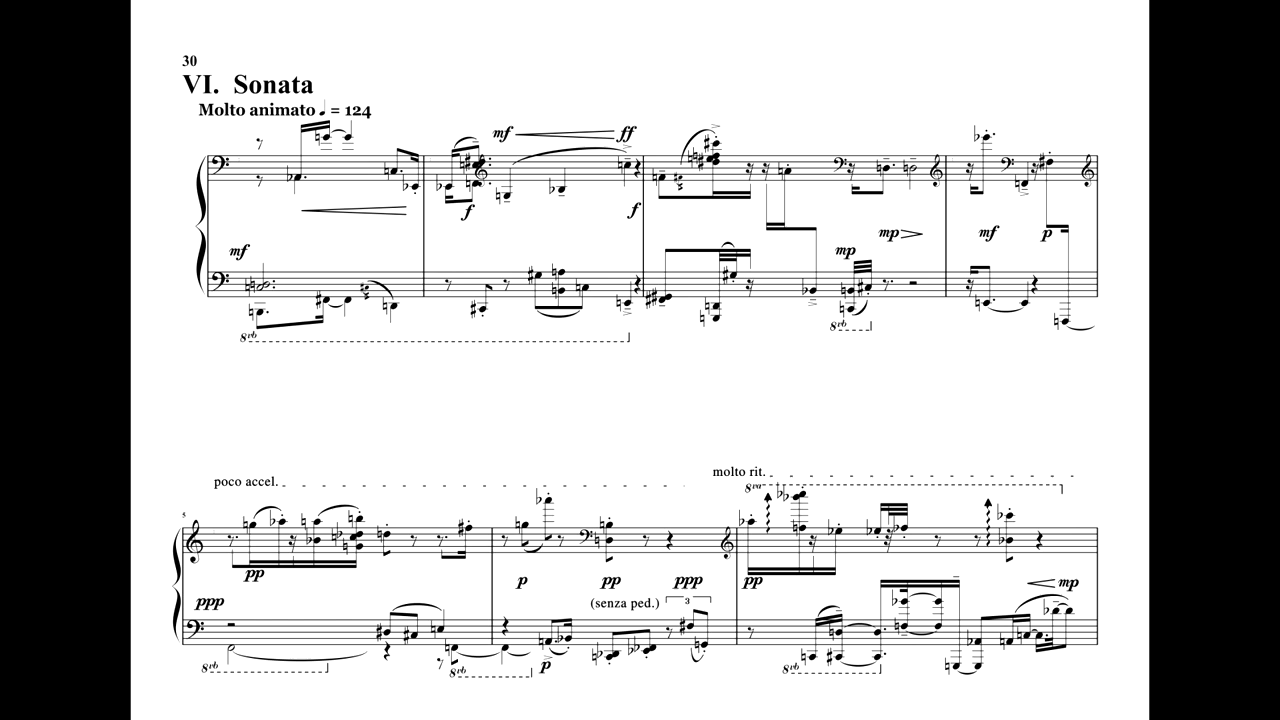 30
VI. Sonata
Molto animato ♩ = 124
mf ff
f f
mf mp mf p
mp
8vb 8vb
poco accel. molto rit.
8va
5
pp p pp ppp pp
ppp (senza ped.) 3 mp
p
8vb 8vb 8vb